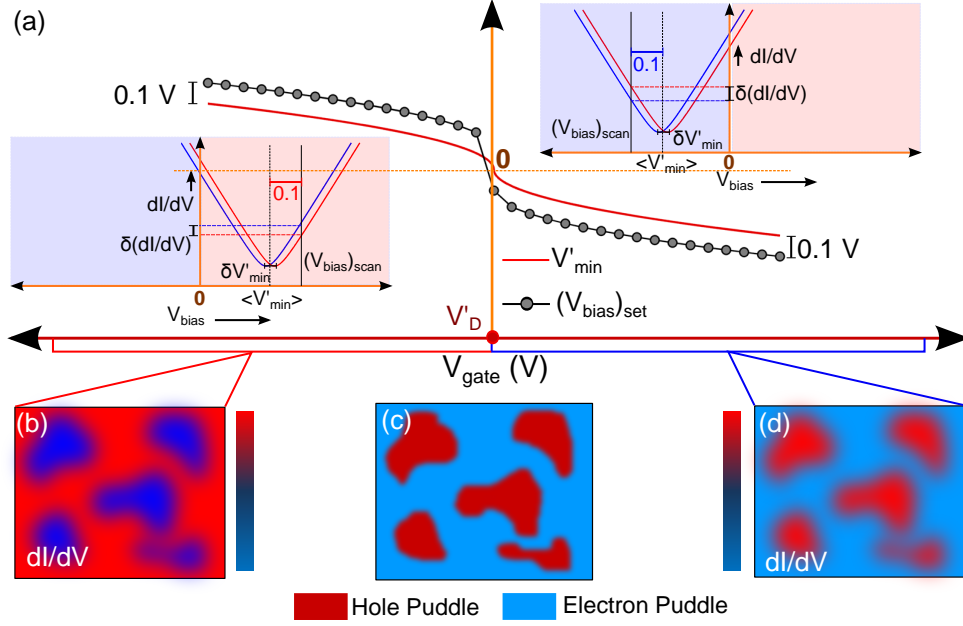 (a)
0.1 V
dI/dV
0.1
δ(dI/dV)
(V_bias)_scan
δV'_min
<V'_min>
0
V_bias
0
dI/dV
0.1
δ(dI/dV)
δV'_min
(V_bias)_scan
0
<V'_min>
V_bias
0.1 V
V'_min
(V_bias)_set
V'_D
V_gate (V)
(b)
dI/dV
(c)
(d)
dI/dV
Hole Puddle
Electron Puddle